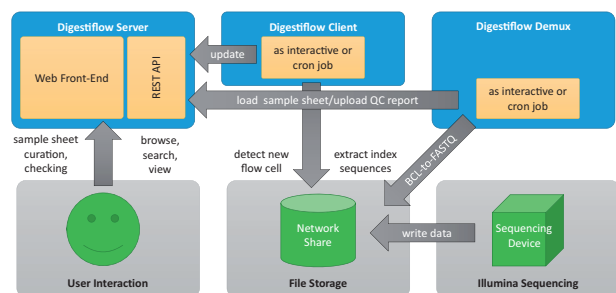 Digestiflow Server
Digestiflow Client
Digestiflow Demux
Web Front-End
REST API
update
as interactive or
cron job
as interactive or
cron job
load sample sheet/upload QC report
sample sheet
curation,
checking
browse,
search,
view
detect new
flow cell
extract index
sequences
BCL-to-FASTQ
Network
Share
write data
Sequencing
Device
User Interaction
File Storage
Illumina Sequencing